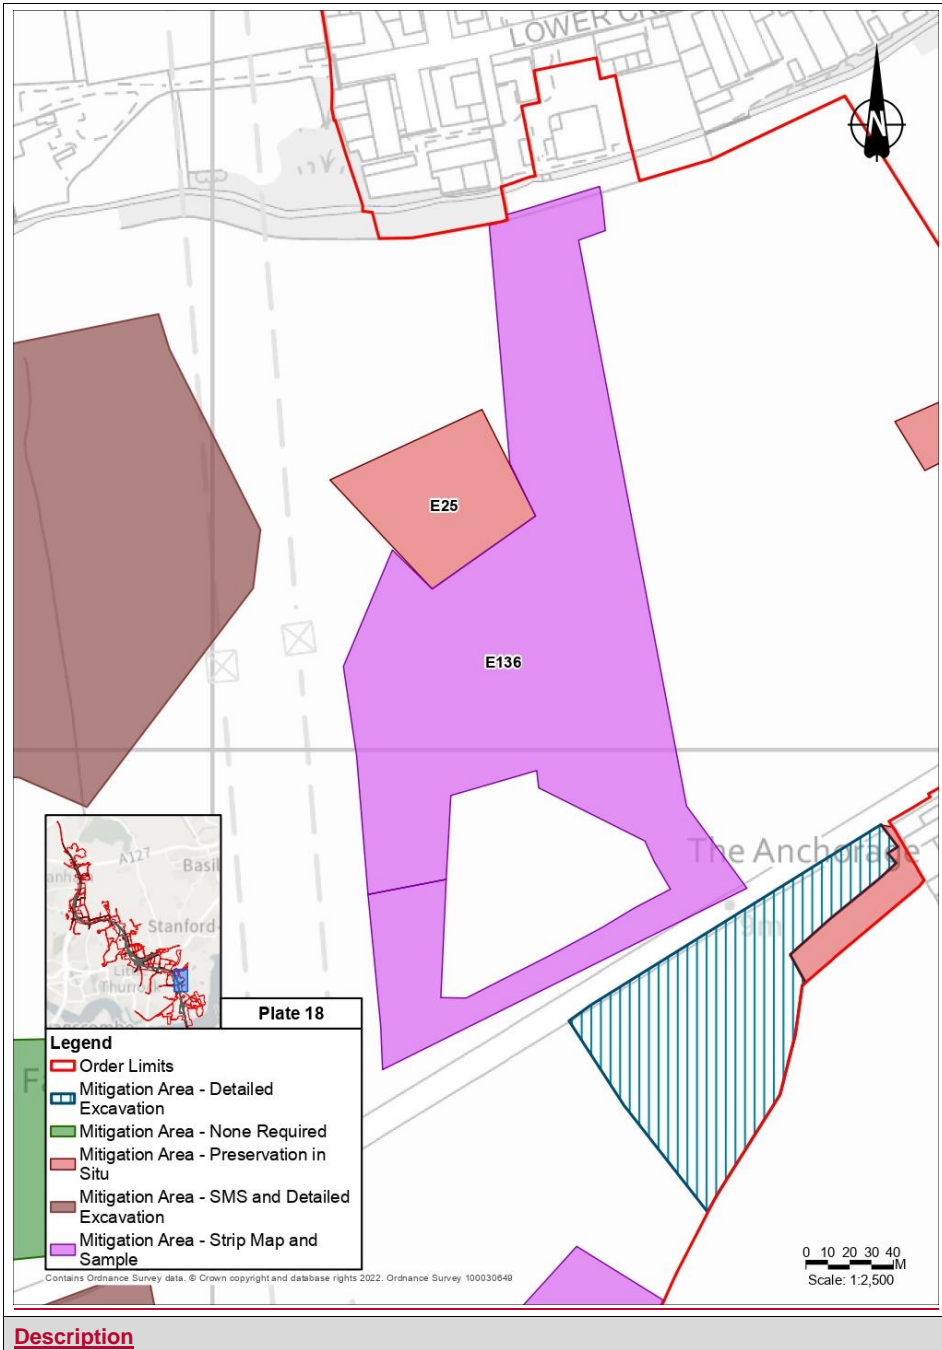 LOWER CR
N
E25
E136
The Anchorage
9m
A127
Basil
Stanford
Thurro
Plate 18
Legend
Order Limits
Mitigation Area - Detailed
Excavation
Mitigation Area - None Required
Mitigation Area - Preservation in
Situ
Mitigation Area - SMS and Detailed
Excavation
Mitigation Area - Strip Map and
Sample
0 10 20 30 40
M
Scale: 1:2,500
Contains Ordnance Survey data. © Crown copyright and database rights 2022. Ordnance Survey 100030649
Description